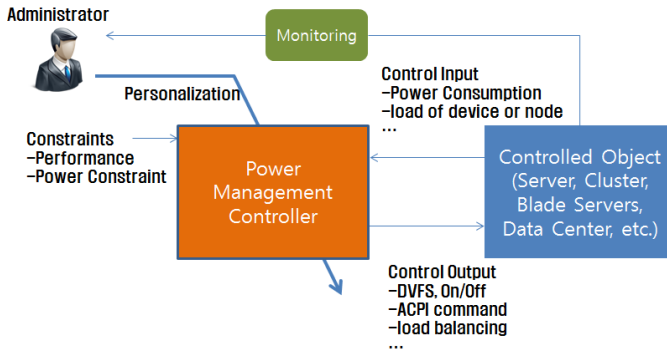 Administrator
Monitoring
Personalization
Control Input
-Power Consumption
-load of device or node
...
Constraints
-Performance
-Power Constraint
Power
Management
Controller
Controlled Object
(Server, Cluster,
Blade Servers,
Data Center, etc.)
Control Output
-DVFS, On/Off
-ACPI command
-load balancing
...